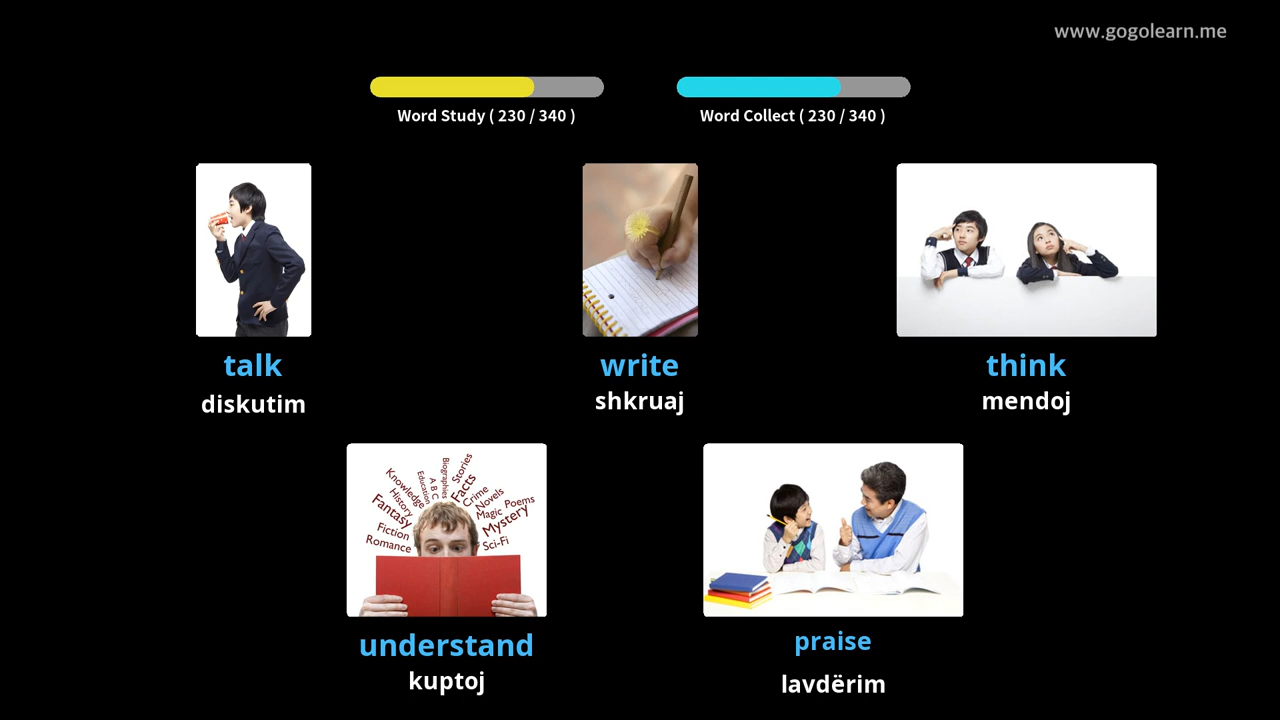 www.gogolearn.me
Word Study ( 230 / 340 )
Word Collect ( 230 / 340 )
talk
diskutim
write
shkruaj
think
mendoj
Knowledge
History
Fantasy
Fiction
Romance
Education
A B C
Biographies
Stories
Facts
Crime
Novels
Magic
Poems
Mystery
Sci-Fi
understand
kuptoj
praise
lavdërim